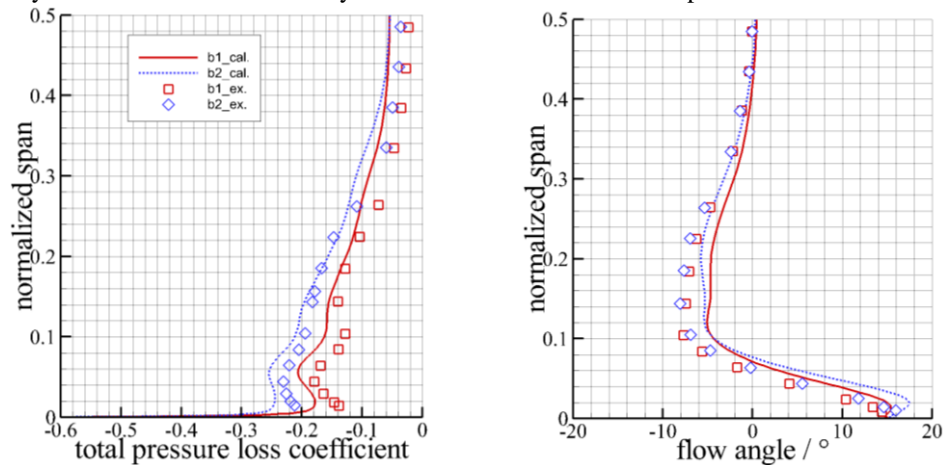 0.5
0.4
0.3
0.2
0.1
0
normalized span
b1_cal.
b2_cal.
b1_ex.
b2_ex.
-0.6 -0.5 -0.4 -0.3 -0.2 -0.1 0
total pressure loss coefficient
0.5
0.4
0.3
0.2
0.1
0
normalized span
-20 -10 0 10 20
flow angle / °